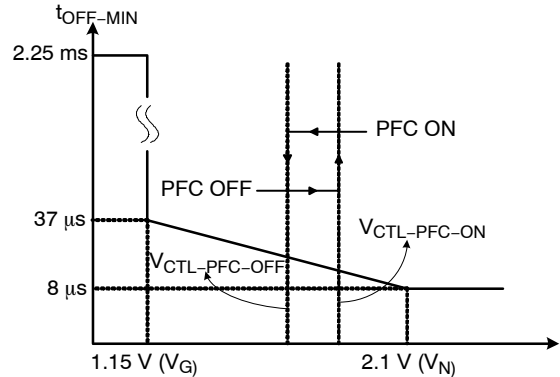 tOFF–MIN
2.25 ms
PFC ON
PFC OFF
VCTL–PFC–ON
37 μs
VCTL–PFC–OFF
8 μs
1.15 V (VG)
2.1 V (VN)